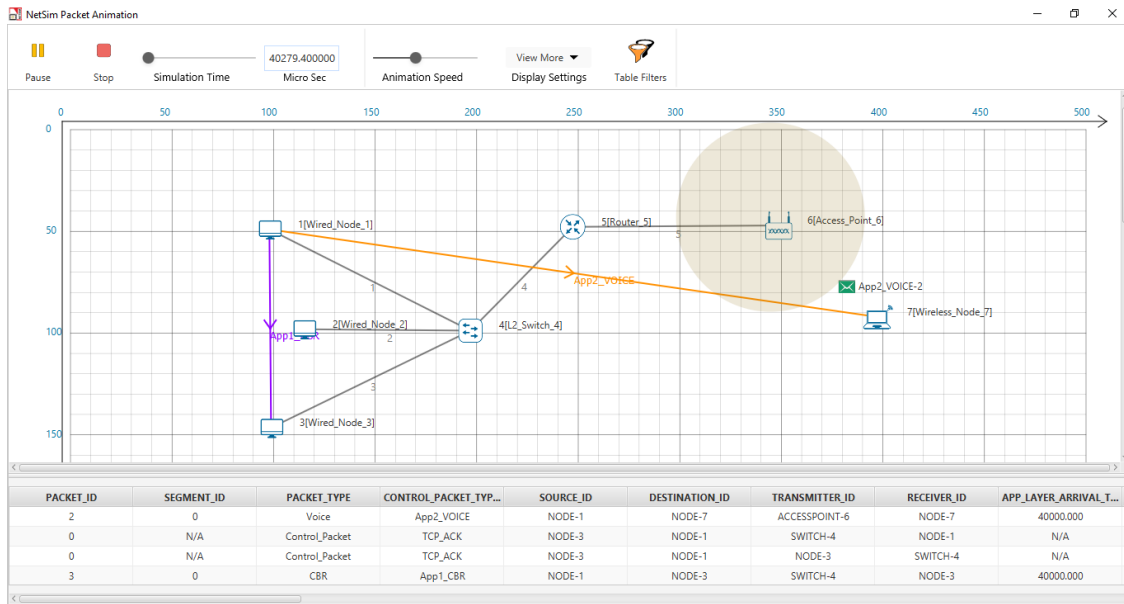 NetSim Packet Animation
Pause
Stop
Simulation Time
40279.400000
Micro Sec
Animation Speed
View More
Display Settings
Table Filters
0 50 100 150 200 250 300 350 400 450 500
0
50
100
150
1[Wired_Node_1]
5[Router_5]
6[Access_Point_6]
5
App2_VOICE
1
4
App2_VOICE-2
7[Wireless_Node_7]
2[Wired_Node_2]
4[L2_Switch_4]
App1_CBR
2
3
3[Wired_Node_3]
PACKET_ID SEGMENT_ID PACKET_TYPE CONTROL_PACKET_TYP... SOURCE_ID DESTINATION_ID TRANSMITTER_ID RECEIVER_ID APP_LAYER_ARRIVAL_T...
2 0 Voice App2_VOICE NODE-1 NODE-7 ACCESSPOINT-6 NODE-7 40000.000
0 N/A Control_Packet TCP_ACK NODE-3 NODE-1 SWITCH-4 NODE-1 N/A
0 N/A Control_Packet TCP_ACK NODE-3 NODE-1 NODE-3 SWITCH-4 N/A
3 0 CBR App1_CBR NODE-1 NODE-3 SWITCH-4 NODE-3 40000.000